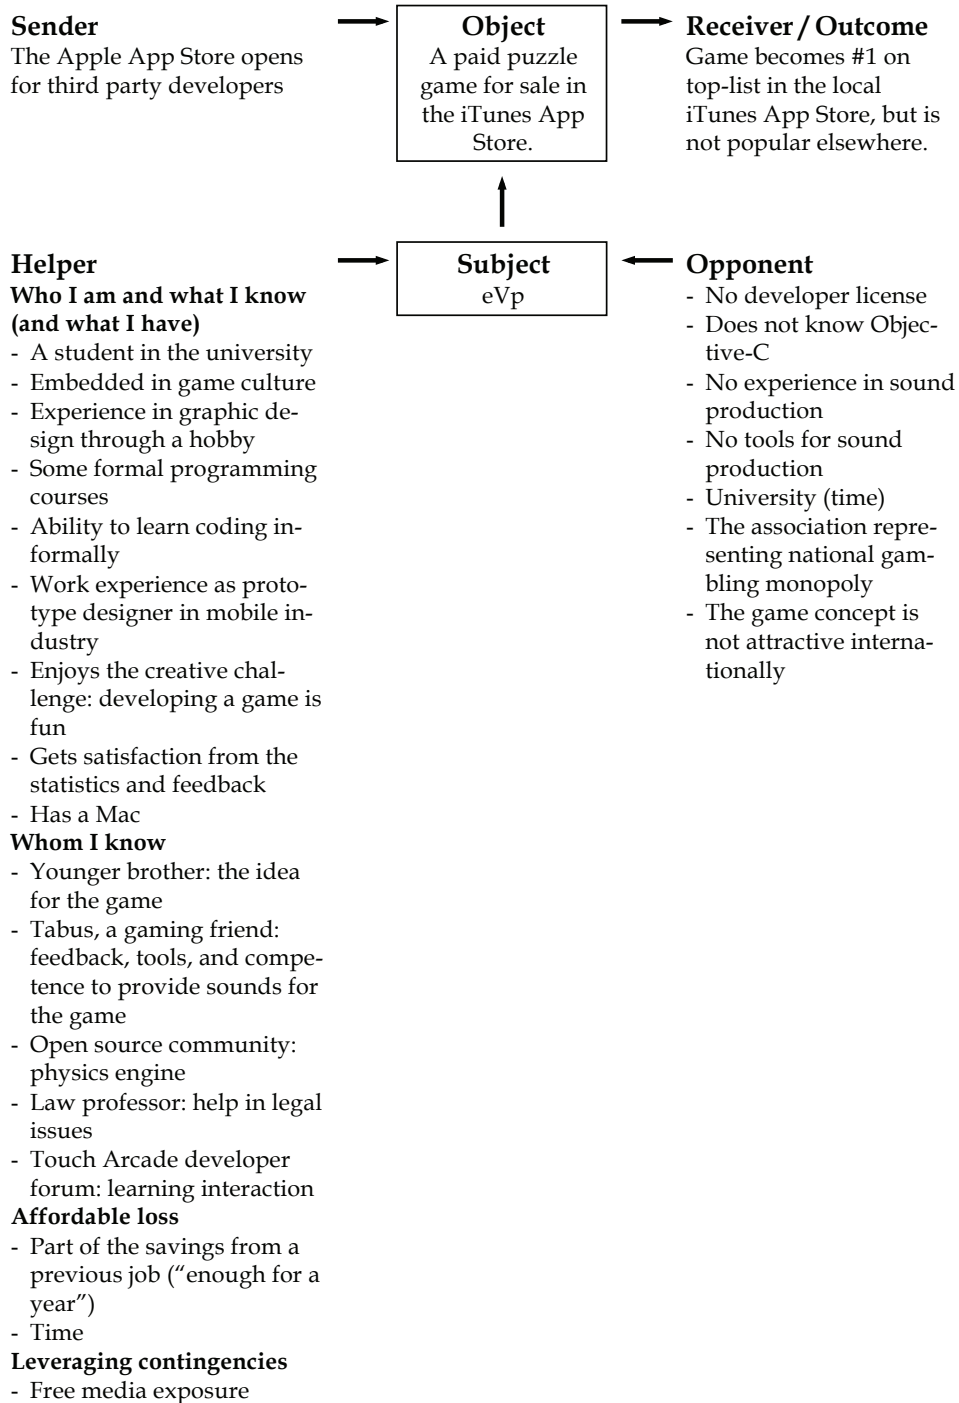 Sender
The Apple App Store opens
for third party developers
Object
A paid puzzle
game for sale in
the iTunes App
Store.
Receiver / Outcome
Game becomes #1 on
top-list in the local
iTunes App Store, but is
not popular elsewhere.
Helper
Who I am and what I know
(and what I have)
- A student in the university
- Embedded in game culture
- Experience in graphic de-
sign through a hobby
- Some formal programming
courses
- Ability to learn coding in-
formally
- Work experience as proto-
type designer in mobile in-
dustry
- Enjoys the creative chal-
lenge: developing a game is
fun
- Gets satisfaction from the
statistics and feedback
- Has a Mac
Whom I know
- Younger brother: the idea
for the game
- Tabus, a gaming friend:
feedback, tools, and compe-
tence to provide sounds for
the game
- Open source community:
physics engine
- Law professor: help in legal
issues
- Touch Arcade developer
forum: learning interaction
Affordable loss
- Part of the savings from a
previous job (“enough for a
year”)
- Time
Leveraging contingencies
- Free media exposure
Subject
eVp
Opponent
- No developer license
- Does not know Objec-
tive-C
- No experience in sound
production
- No tools for sound
production
- University (time)
- The association repre-
senting national gam-
bling monopoly
- The game concept is
not attractive interna-
tionally